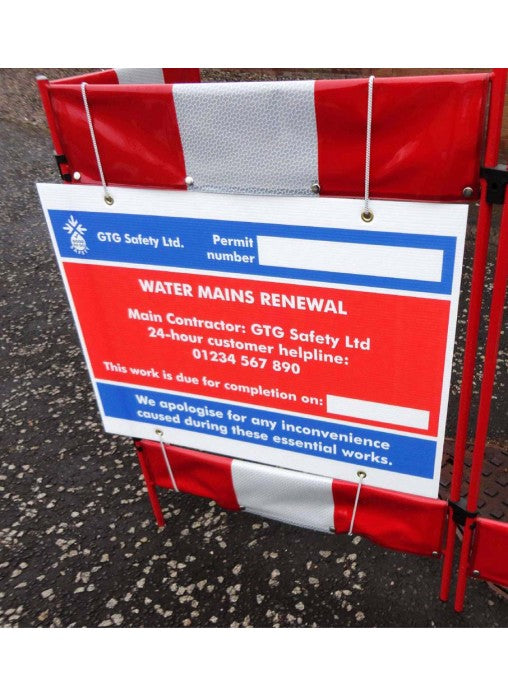 GTG Safety Ltd.
Permit
number
WATER MAINS RENEWAL
Main Contractor: GTG Safety Ltd
24-hour customer helpline:
01234 567 890
This work is due for completion on:
We apologise for any inconvenience
caused during these essential works.